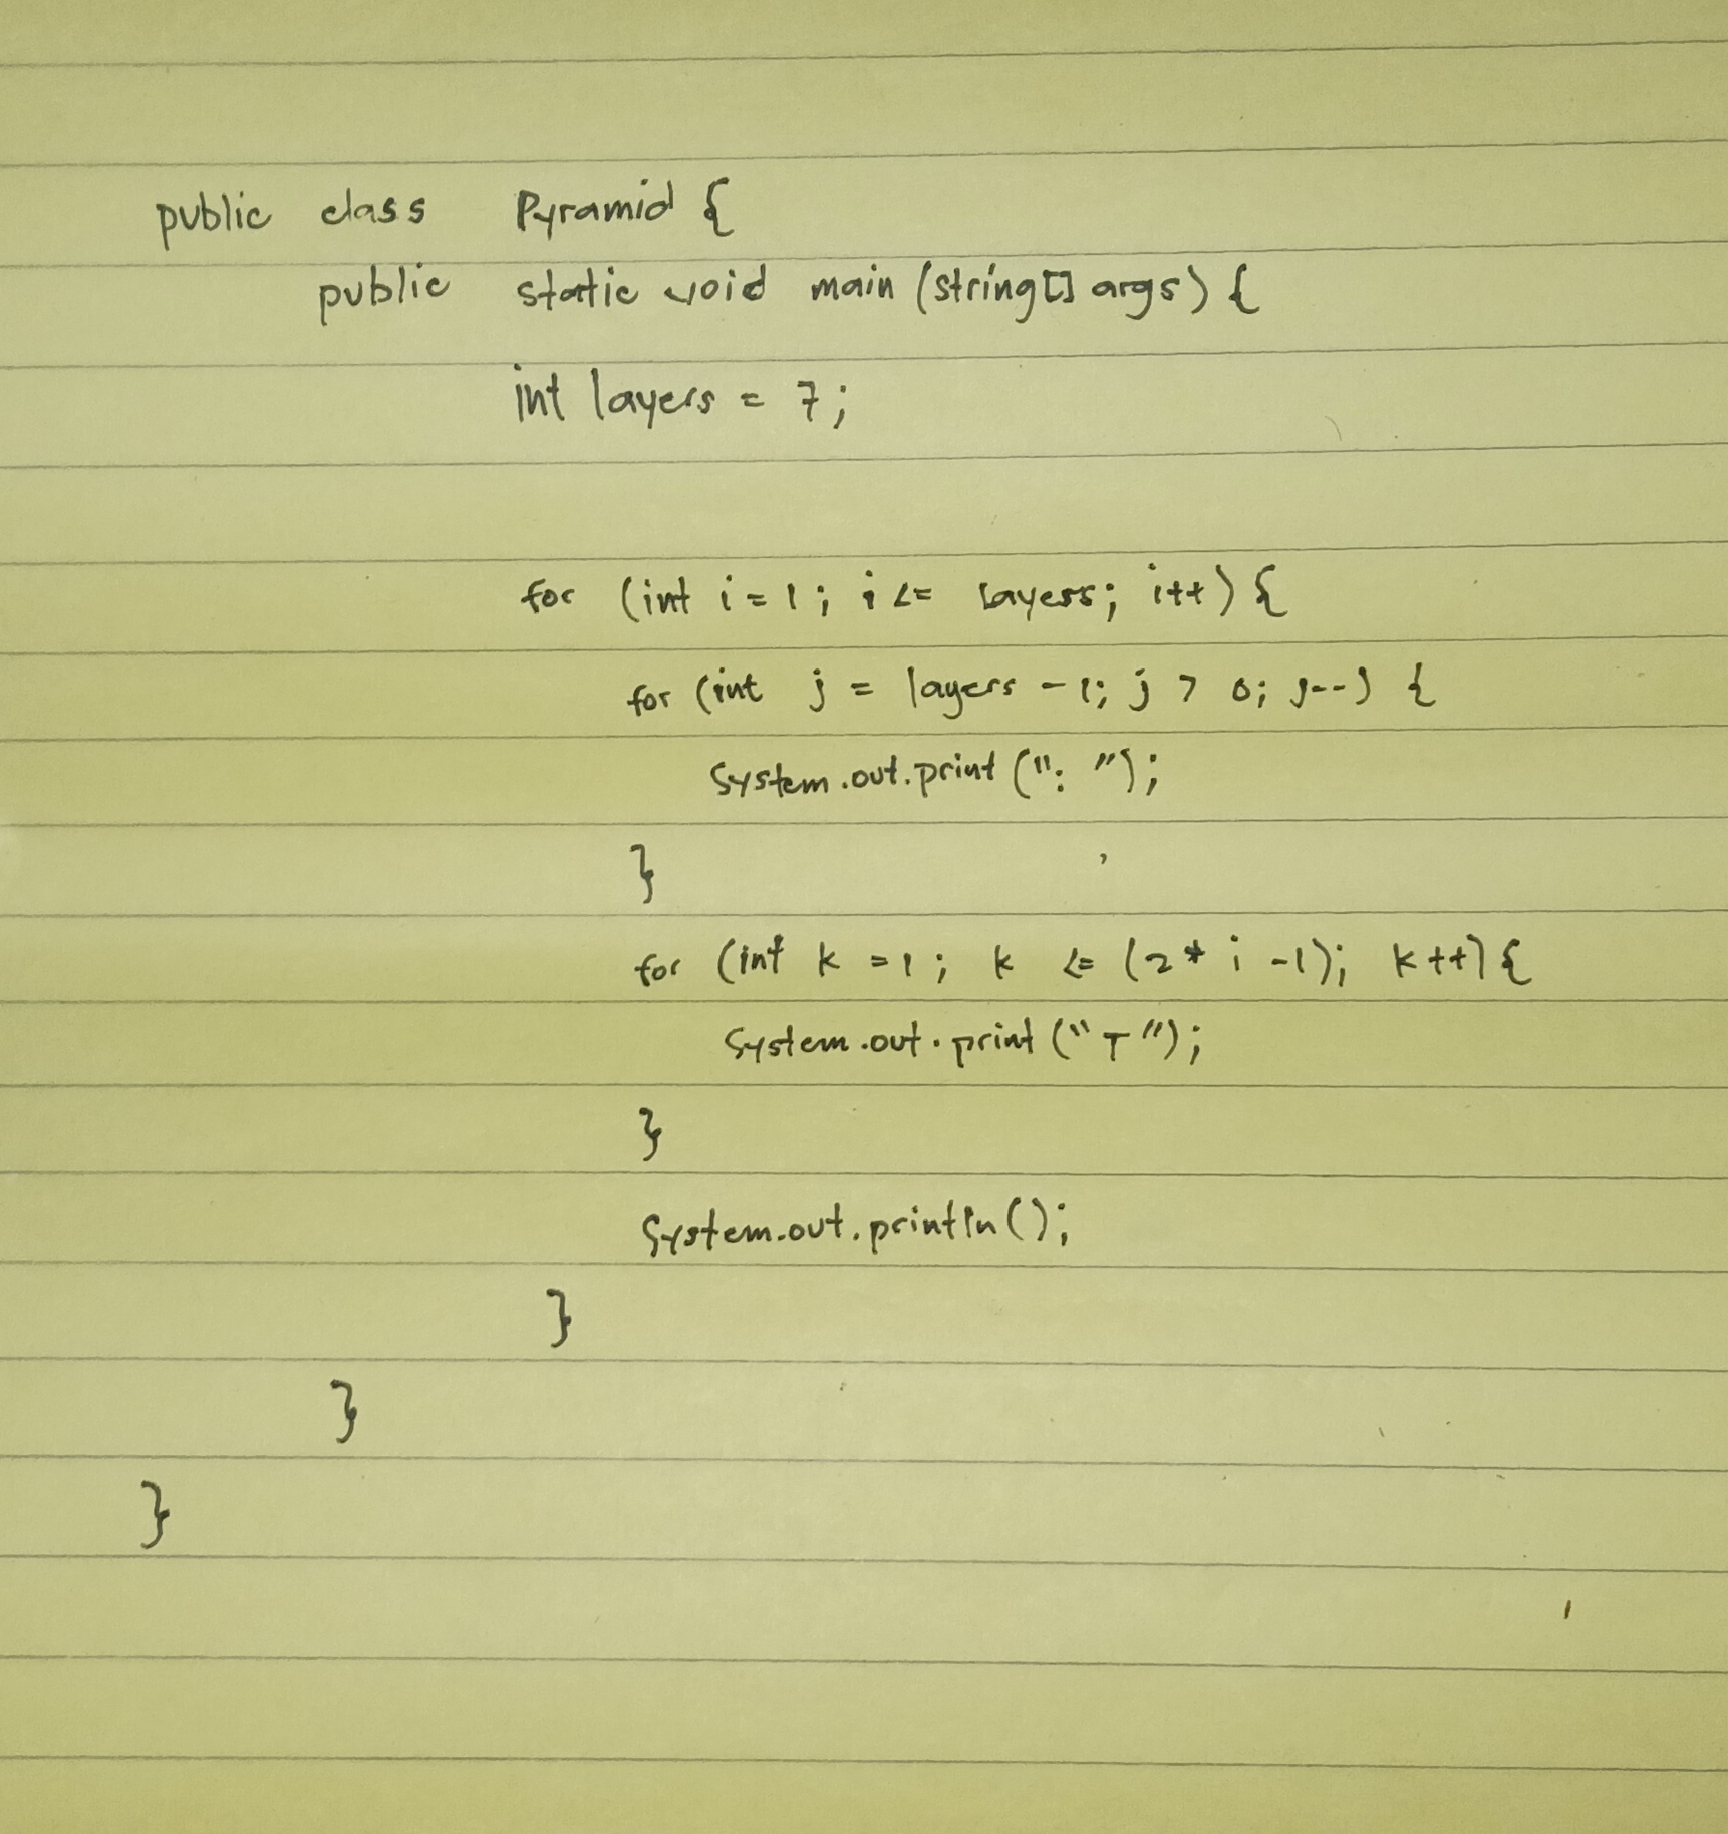 public class Pyramid {
public static void main (string[] args) {
int layers = 7;
for (int i = 1; i <= layers; i++) {
for (int j = layers - 1; j > 0; j--) {
System.out.print (": ");
}
for (int k = 1; k <= (2 * i - 1); k++) {
System.out.print ("T");
}
System.out.println();
}
}
}